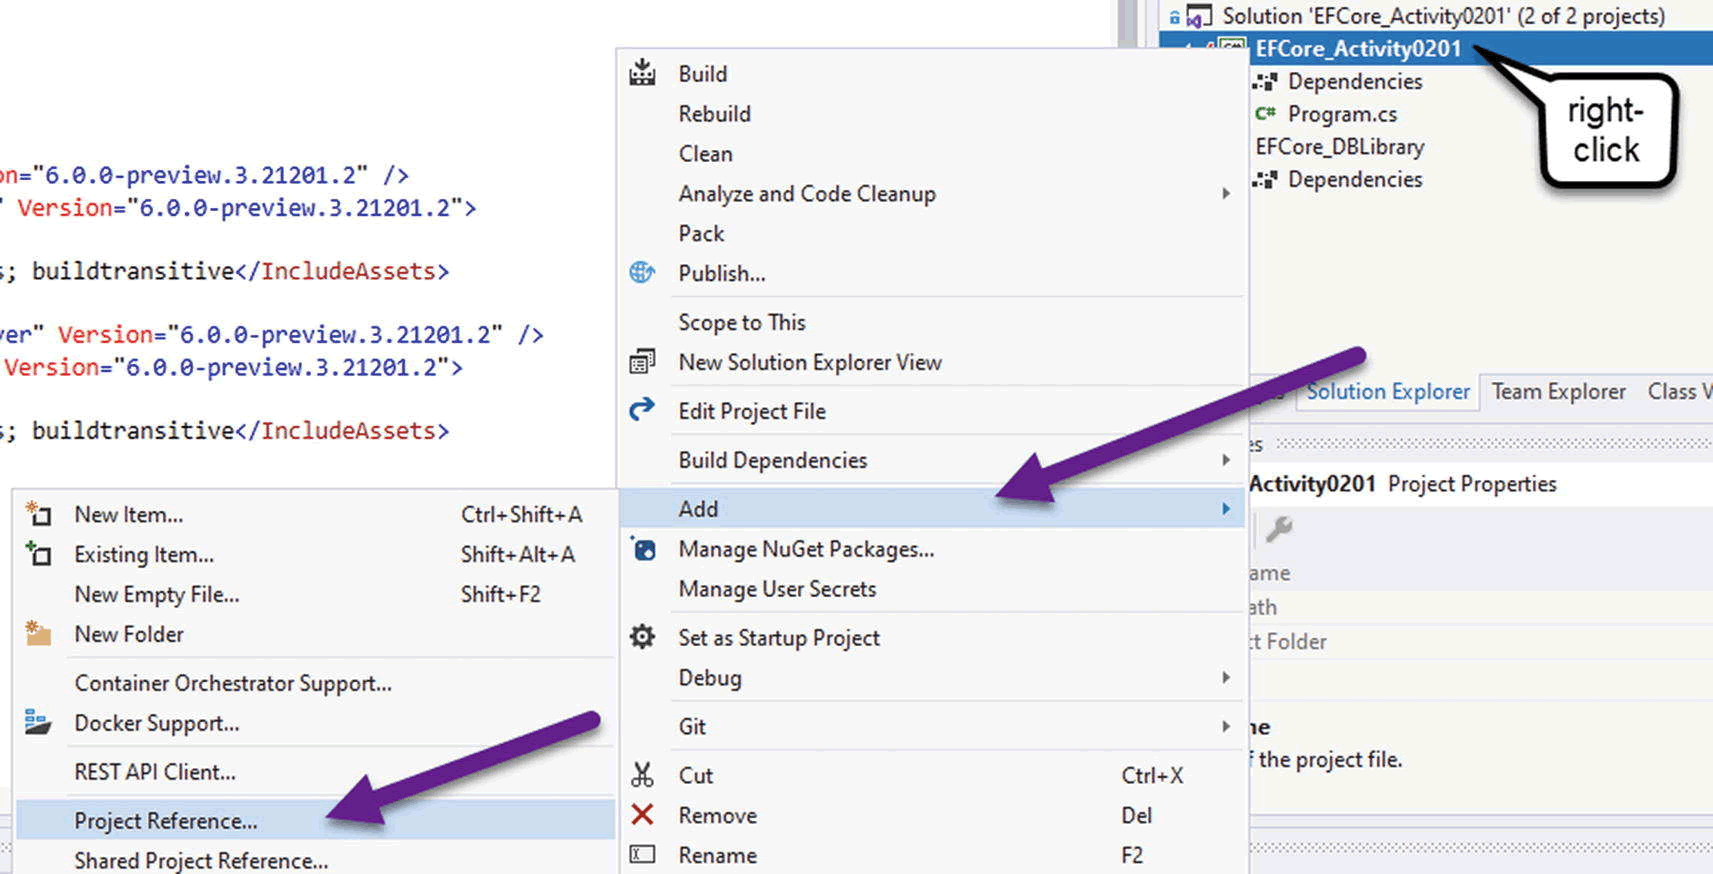 Solution 'EFCore_Activity0201' (2 of 2 projects)
EFCore_Activity0201
Dependencies
C# Program.cs
EFCore_DBLibrary
Dependencies
right-
click
on="6.0.0-preview.3.21201.2" />
" Version="6.0.0-preview.3.21201.2">
s; buildtransitive</IncludeAssets>
ver" Version="6.0.0-preview.3.21201.2" />
Version="6.0.0-preview.3.21201.2">
s; buildtransitive</IncludeAssets>
Build
Rebuild
Clean
Analyze and Code Cleanup
Pack
Publish...
Scope to This
New Solution Explorer View
Edit Project File
Build Dependencies
Add
Manage NuGet Packages...
Manage User Secrets
Set as Startup Project
Debug
Git
Cut Ctrl+X
Remove Del
Rename F2
New Item... Ctrl+Shift+A
Existing Item... Shift+Alt+A
New Empty File... Shift+F2
New Folder
Container Orchestrator Support...
Docker Support...
REST API Client...
Project Reference...
Shared Project Reference...
Solution Explorer Team Explorer Class V
es
Activity0201 Project Properties
ame
ath
ct Folder
ne
f the project file.